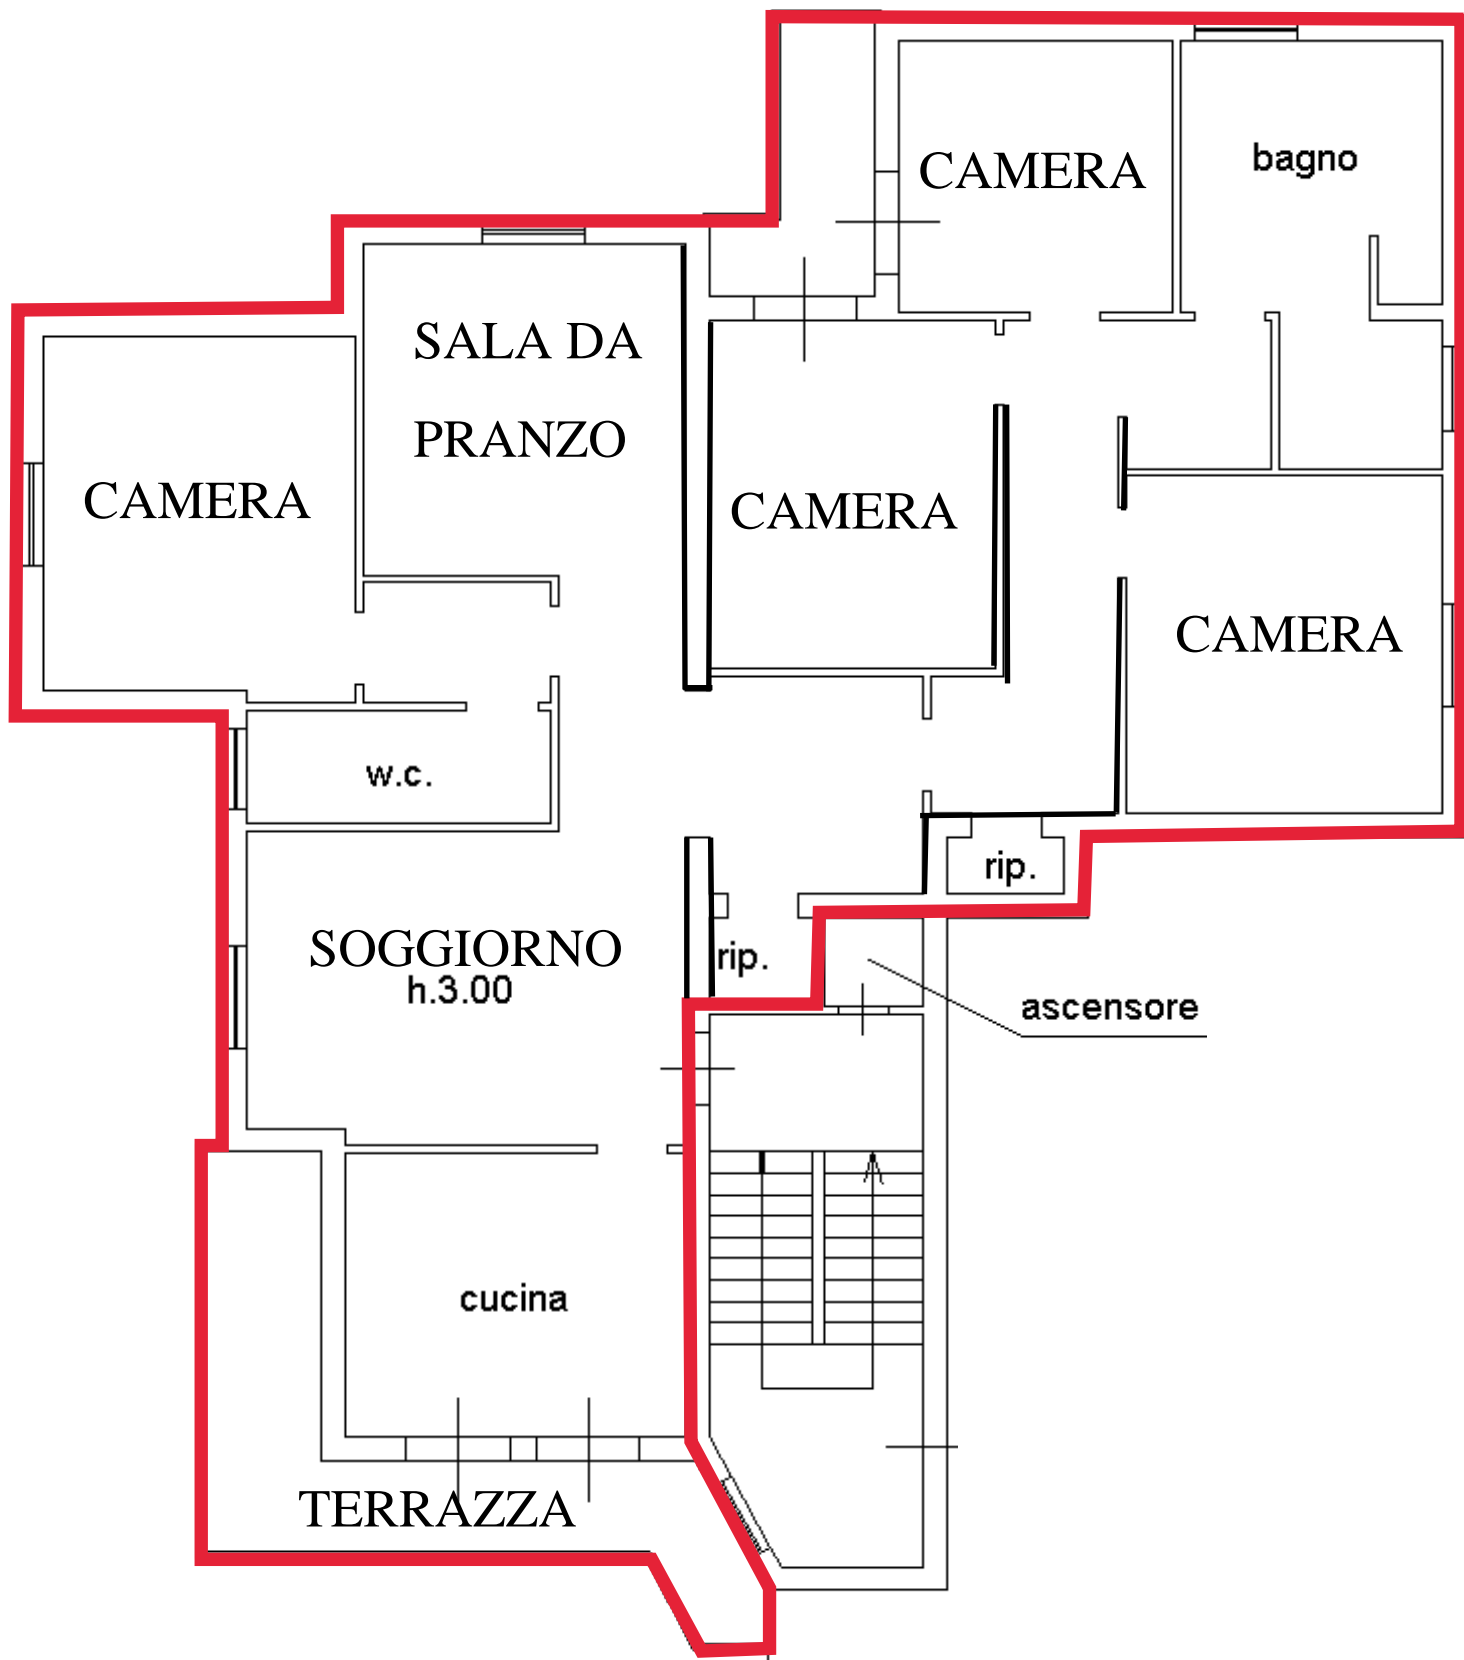 CAMERA
bagno
SALA DA
PRANZO
CAMERA
CAMERA
CAMERA
w.c.
rip.
SOGGIORNO
h.3.00
rip.
ascensore
cucina
TERRAZZA